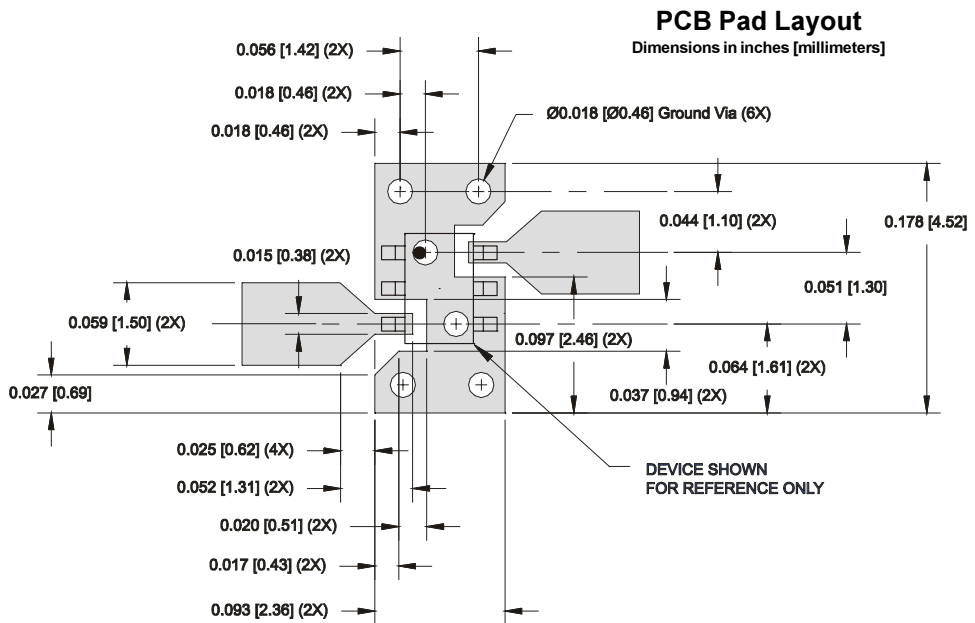 PCB Pad Layout
Dimensions in inches [millimeters]
0.056 [1.42] (2X)
0.018 [0.46] (2X)
0.018 [0.46] (2X)
Ø0.018 [Ø0.46] Ground Via (6X)
0.044 [1.10] (2X)
0.178 [4.52]
0.015 [0.38] (2X)
0.051 [1.30]
0.059 [1.50] (2X)
0.097 [2.46] (2X)
0.064 [1.61] (2X)
0.027 [0.69]
0.037 [0.94] (2X)
0.025 [0.62] (4X)
DEVICE SHOWN
FOR REFERENCE ONLY
0.052 [1.31] (2X)
0.020 [0.51] (2X)
0.017 [0.43] (2X)
0.093 [2.36] (2X)